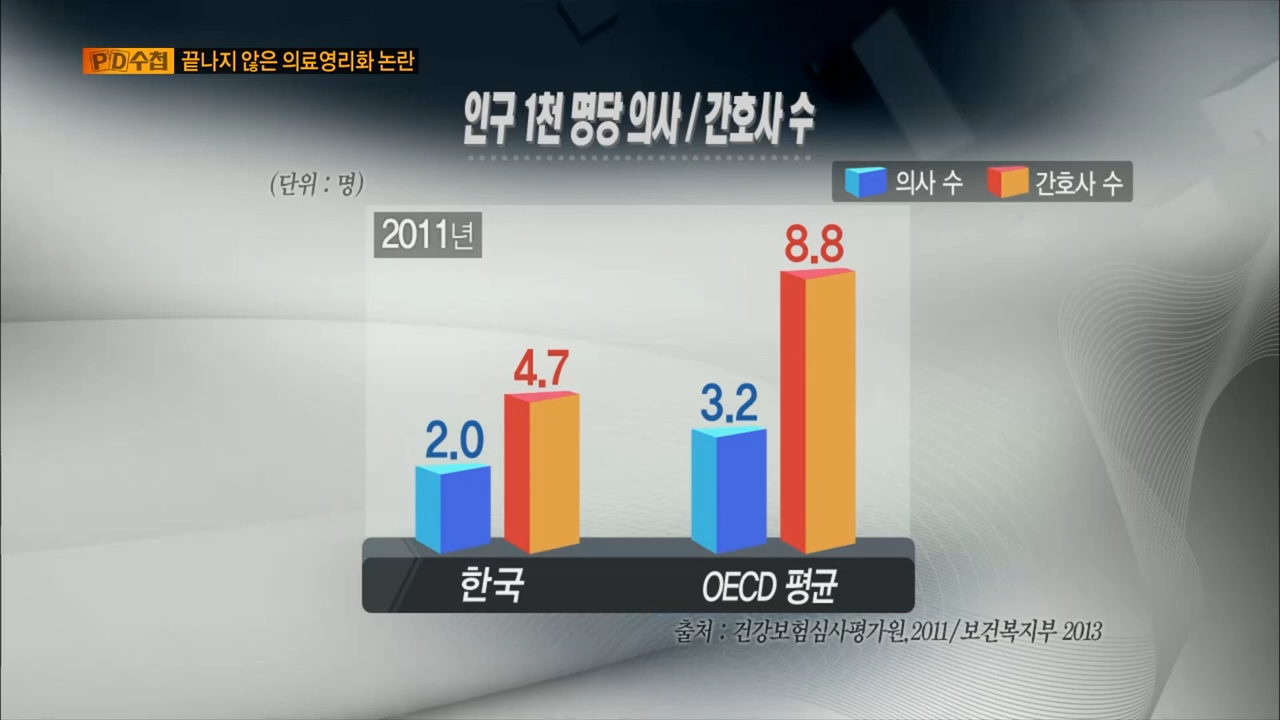 PD수첩 끝나지 않은 의료영리화 논란
인구 1천 명당 의사 / 간호사 수
(단위 : 명)
의사 수 간호사 수
2011년
8.8
4.7
3.2
2.0
한국 OECD 평균
출처 : 건강보험심사평가원,2011/보건복지부 2013